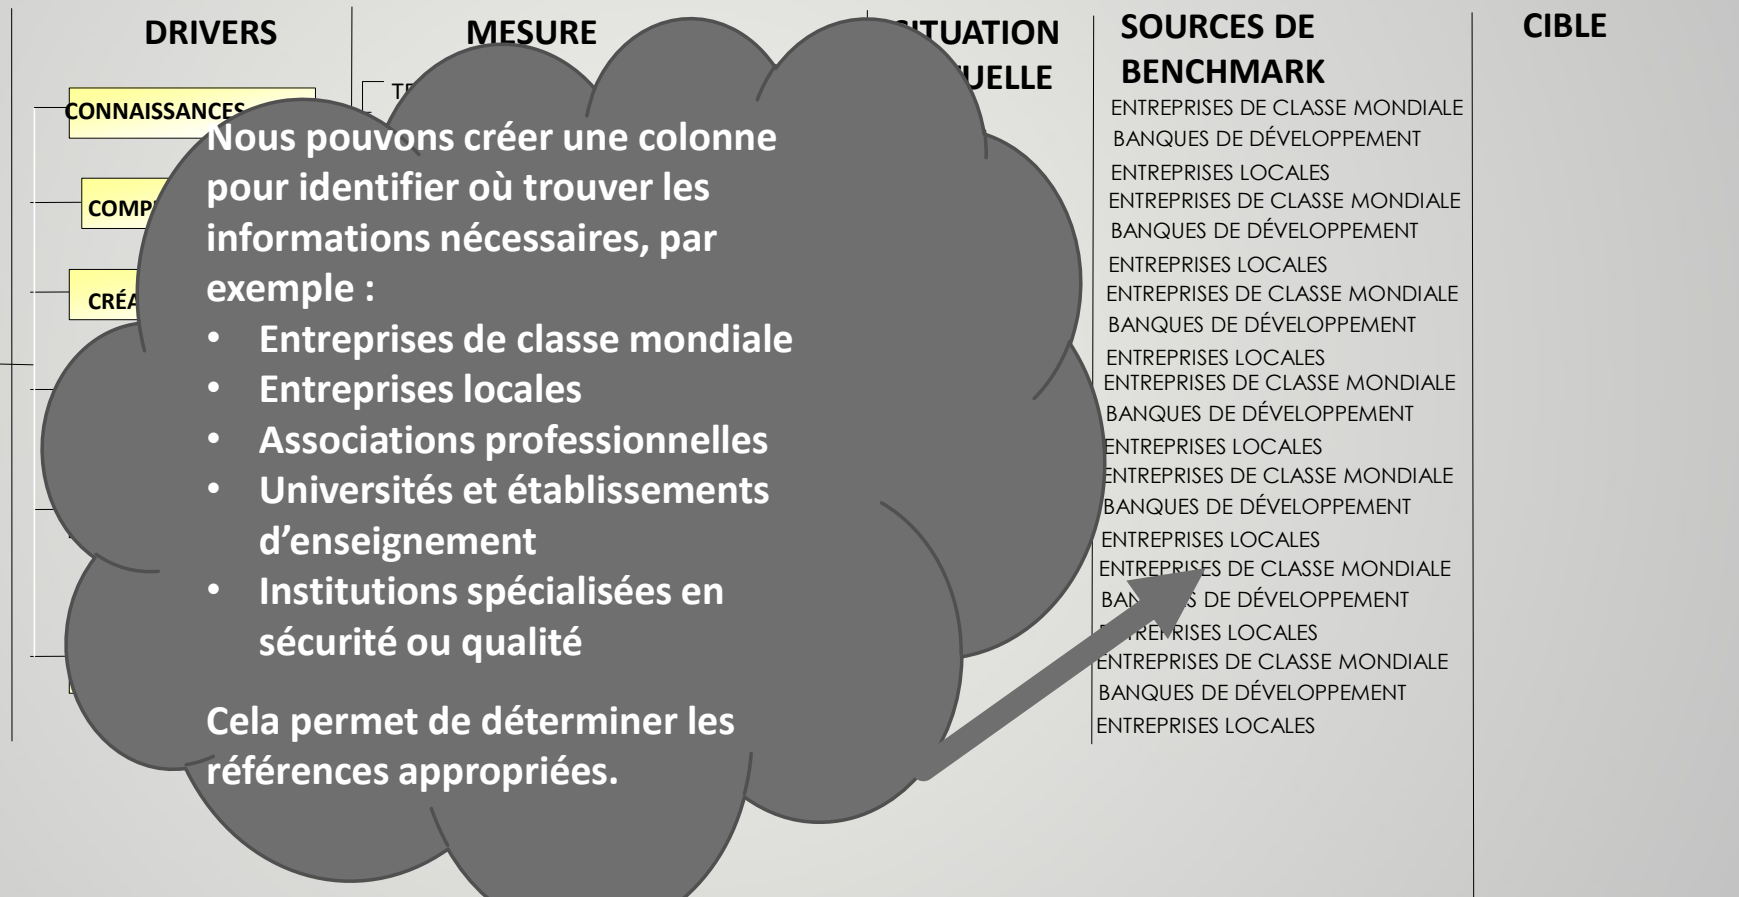 DRIVERS
MESURE
SOURCES DE
BENCHMARK
CIBLE
CONNAISSANCES
Nous pouvons créer une colonne
pour identifier où trouver les
informations nécessaires, par
exemple :
• Entreprises de classe mondiale
• Entreprises locales
• Associations professionnelles
• Universités et établissements
d’enseignement
• Institutions spécialisées en
sécurité ou qualité
Cela permet de déterminer les
références appropriées.
ENTREPRISES DE CLASSE MONDIALE
BANQUES DE DÉVELOPPEMENT
ENTREPRISES LOCALES
ENTREPRISES DE CLASSE MONDIALE
BANQUES DE DÉVELOPPEMENT
ENTREPRISES LOCALES
ENTREPRISES DE CLASSE MONDIALE
BANQUES DE DÉVELOPPEMENT
ENTREPRISES LOCALES
ENTREPRISES DE CLASSE MONDIALE
BANQUES DE DÉVELOPPEMENT
ENTREPRISES LOCALES
ENTREPRISES DE CLASSE MONDIALE
BANQUES DE DÉVELOPPEMENT
ENTREPRISES LOCALES
ENTREPRISES DE CLASSE MONDIALE
BANQUES DE DÉVELOPPEMENT
ENTREPRISES LOCALES
ENTREPRISES DE CLASSE MONDIALE
BANQUES DE DÉVELOPPEMENT
ENTREPRISES LOCALES